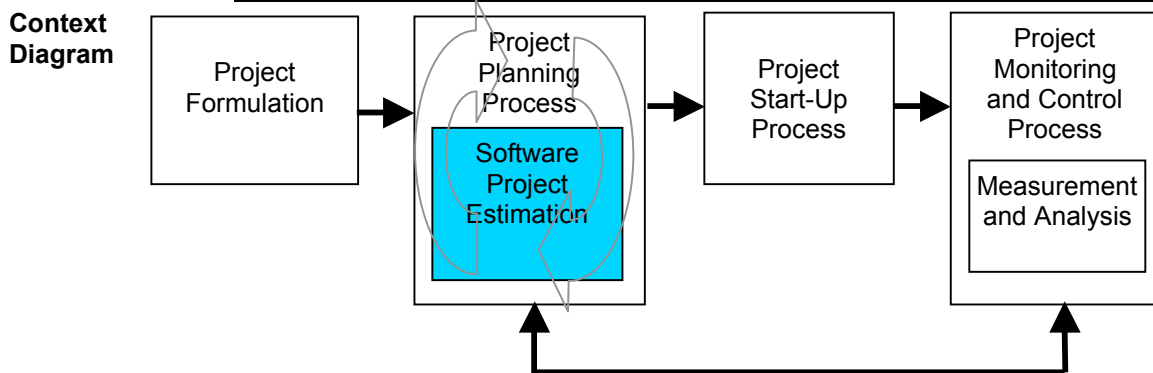 Context
Diagram
Project
Formulation
Project
Planning
Process
Software
Project
Estimation
Project
Start-Up
Process
Project
Monitoring
and Control
Process
Measurement
and Analysis